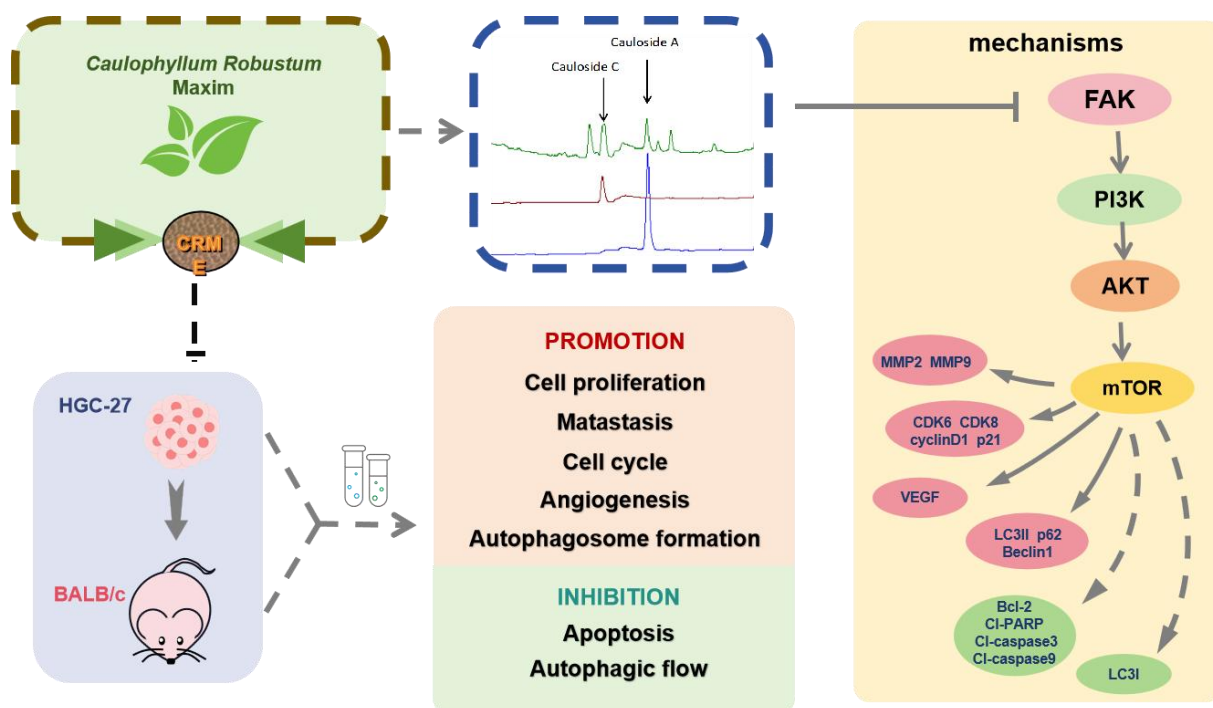 Caulophyllum Robustum
Maxim
CRM
E
Cauloside A
Cauloside C
HGC-27
BALB/c
PROMOTION
Cell proliferation
Matastasis
Cell cycle
Angiogenesis
Autophagosome formation
INHIBITION
Apoptosis
Autophagic flow
mechanisms
FAK
PI3K
AKT
mTOR
MMP2 MMP9
CDK6 CDK8
cyclinD1 p21
VEGF
LC3II p62
Beclin1
Bcl-2
Cl-PARP
Cl-caspase3
Cl-caspase9
LC3I